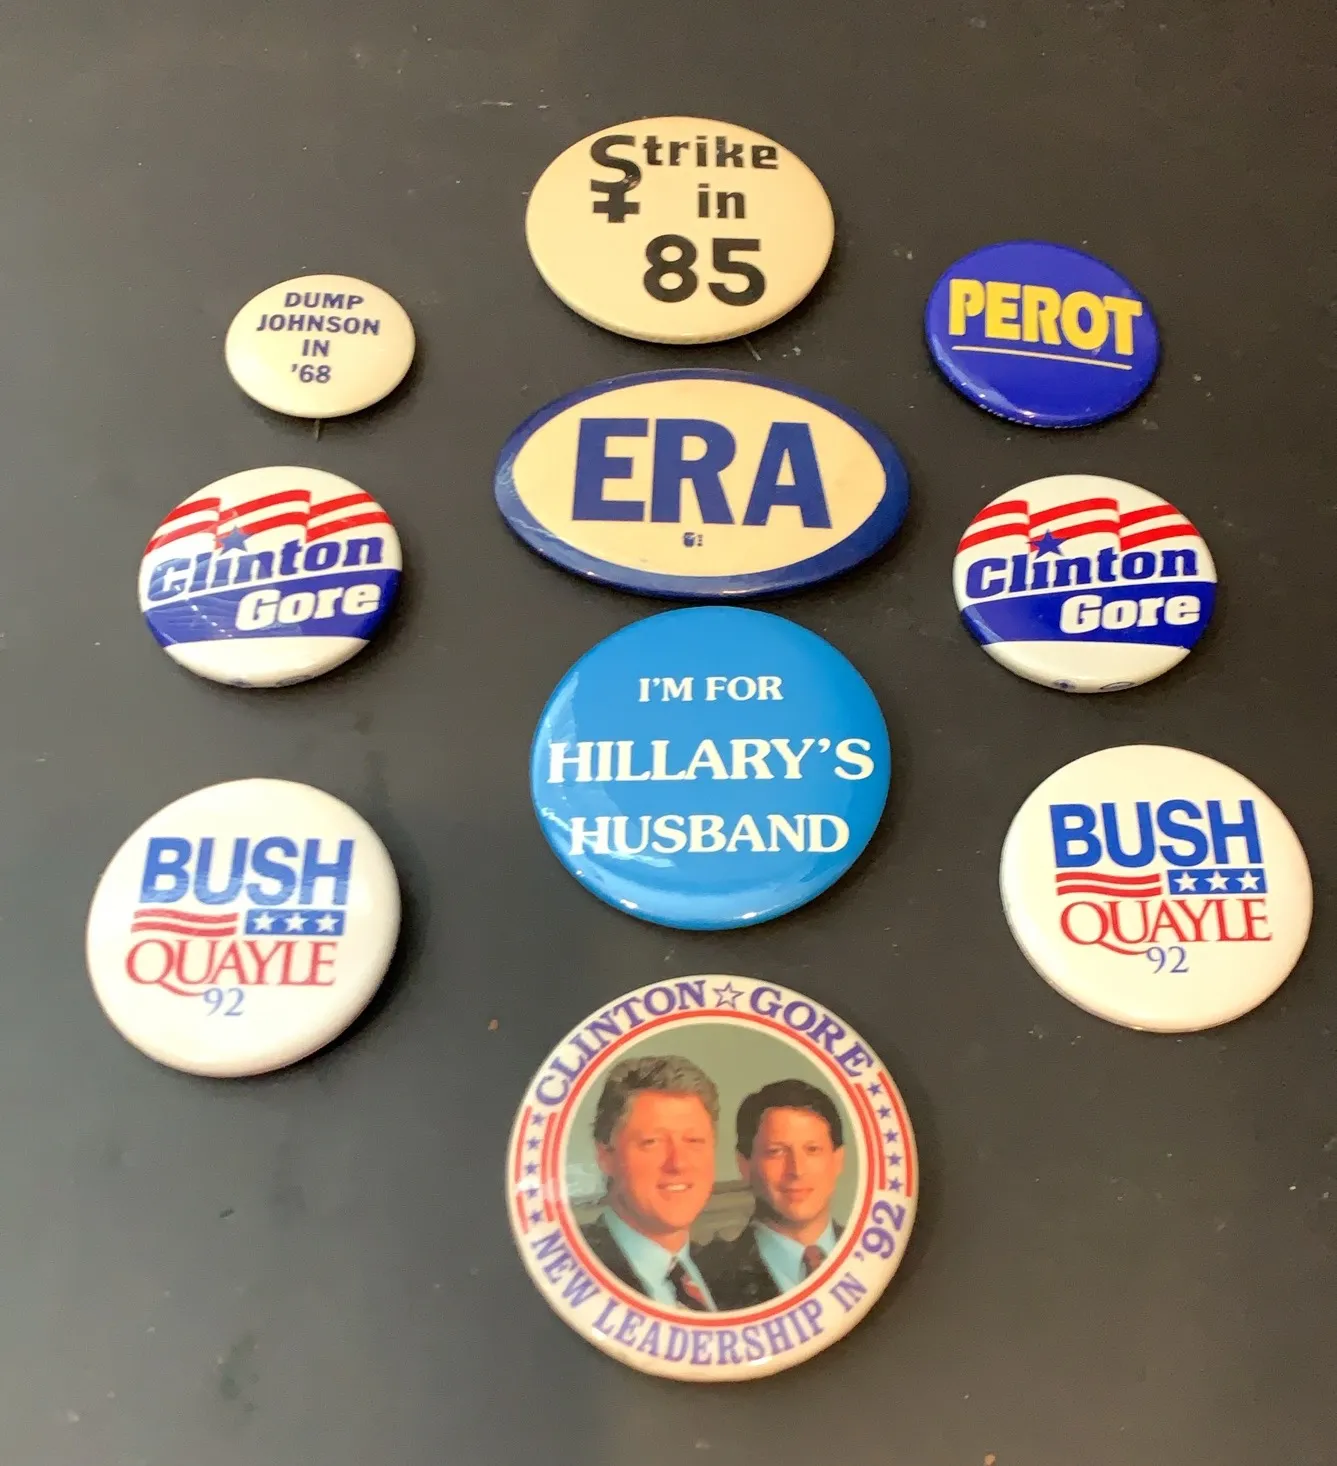 Strike
in
85
DUMP
JOHNSON
IN
'68
PEROT
ERA
Clinton
Gore
Clinton
Gore
I'M FOR
HILLARY'S
HUSBAND
BUSH
QUAYLE
92
BUSH
QUAYLE
92
CLINTON GORE
NEW LEADERSHIP IN '92